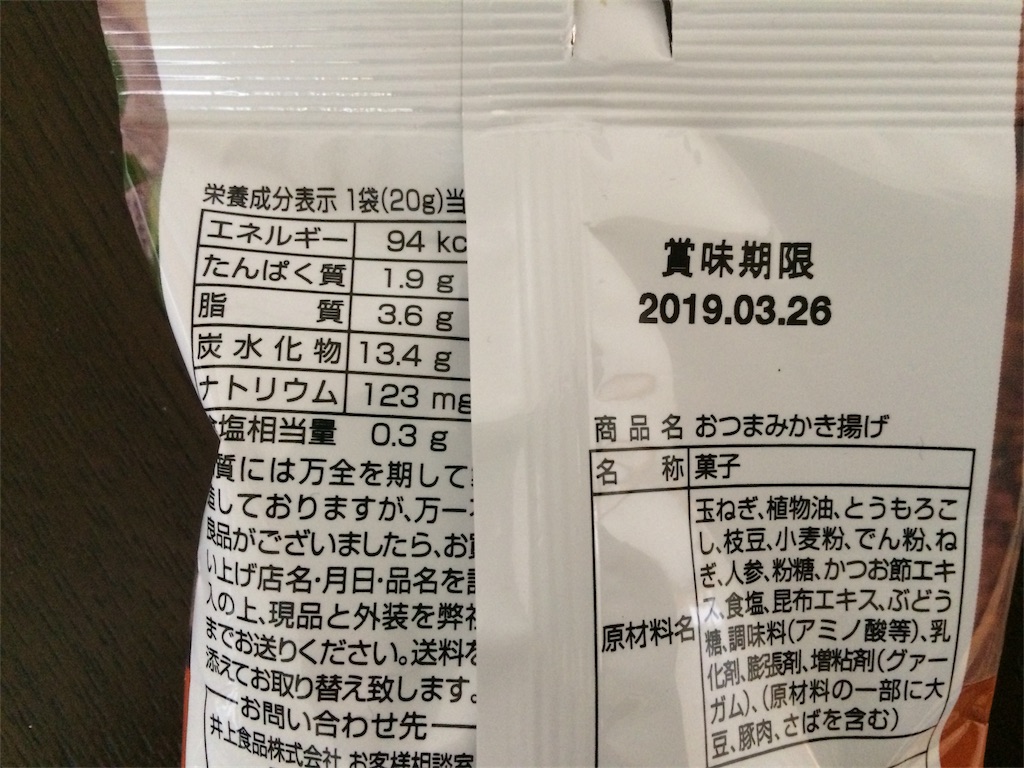 栄養成分表示 1袋(20g)当
エネルギー 94 kc
たんぱく質 1.9 g
脂 質 3.6 g
炭水化物 13.4 g
ナトリウム 123 mg
塩相当量 0.3 g
質には万全を期して
しておりますが、万一
良品がございましたら、お買
い上げ店名・月日・品名を記
入の上、現品と外装を弊社
までお送りください。送料を
添えてお取り替え致します。
お問い合わせ先
井上食品株式会社 お客様相談室
賞味期限
2019.03.26
商品名 おつまみかき揚げ
名 称 菓子
原材料名
玉ねぎ、植物油、とうもろこ
し、枝豆、小麦粉、でん粉、ね
ぎ、人参、粉糖、かつお節エキ
ス、食塩、昆布エキス、ぶどう
糖、調味料(アミノ酸等)、乳
化剤、膨張剤、増粘剤(グァー
ガム)、(原材料の一部に大
豆、豚肉、さばを含む)